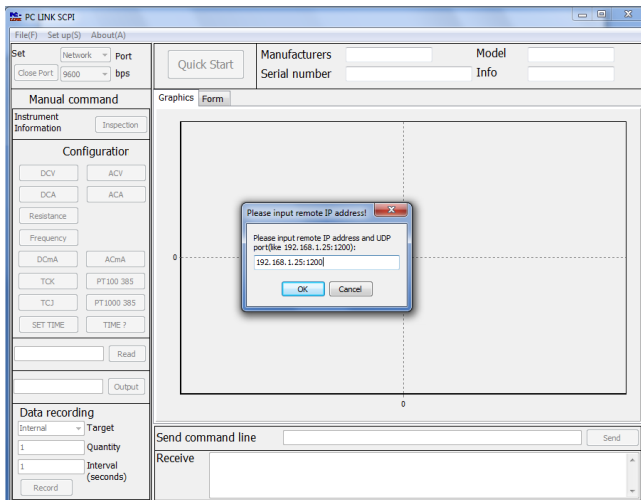 PC LINK SCPI
File(F) Set up(S) About(A)
Set Network Port
Close Port 9600 bps
Quick Start
Manufacturers
Model
Serial number
Info
Manual command
Instrument
Information
Inspection
Configuratior
DCV ACV
DCA ACA
Resistance
Frequency
DCmA ACmA
TCK PT100 385
TCJ PT1000 385
SET TIME TIME ?
Read
Output
Data recording
Internal Target
1 Quantity
1 Interval
(seconds)
Record
Graphics Form
0
0
Please input remote IP address!
Please input remote IP address and UDP
port(like 192.168.1.25:1200):
192.168.1.25:1200
OK Cancel
Send command line
Send
Receive